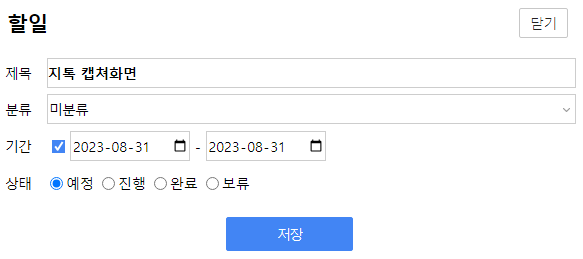 할일 닫기
제목 지톡 캡쳐화면
분류 미분류
기간 2023-08-31 - 2023-08-31
상태 예정 진행 완료 보류
저장